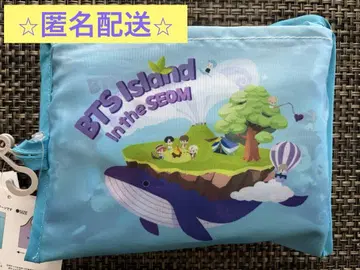 ☆匿名配送☆
BTS Island
In the SEOM